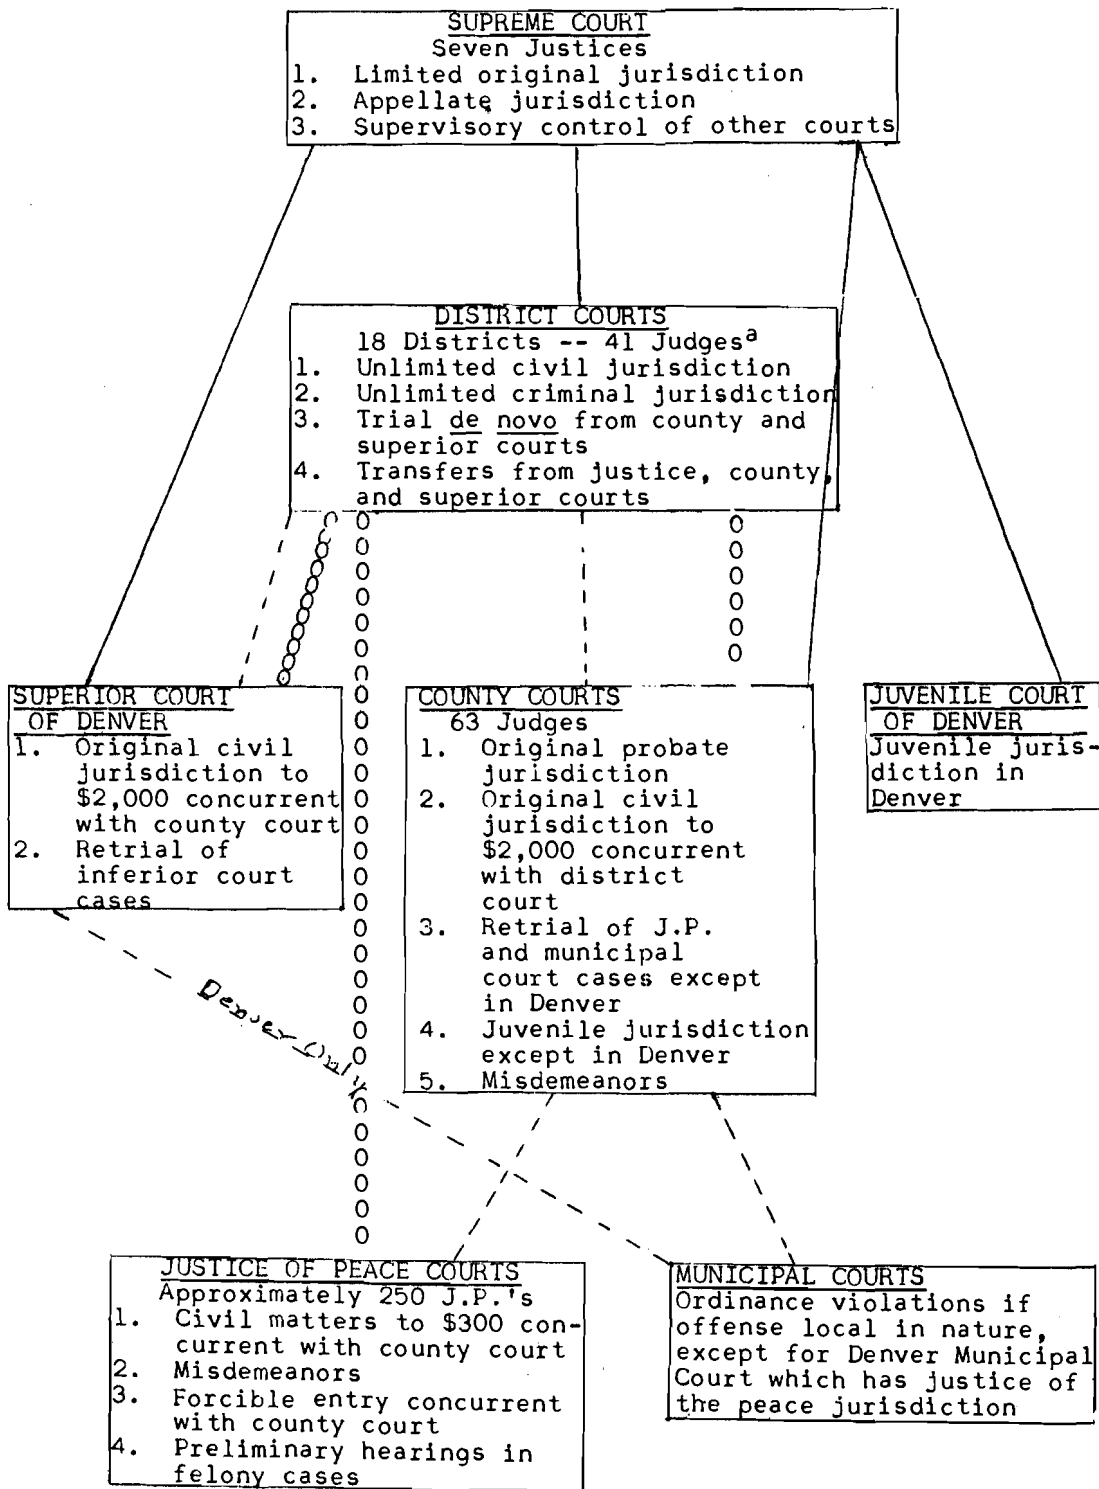 SUPREME COURT
Seven Justices
1. Limited original jurisdiction
2. Appellate jurisdiction
3. Supervisory control of other courts
DISTRICT COURTS
18 Districts -- 41 Judgesa
1. Unlimited civil jurisdiction
2. Unlimited criminal jurisdiction
3. Trial de novo from county and
superior courts
4. Transfers from justice, county,
and superior courts
SUPERIOR COURT
OF DENVER
1. Original civil
jurisdiction to
$2,000 concurrent
with county court
2. Retrial of
inferior court
cases
COUNTY COURTS
63 Judges
1. Original probate
jurisdiction
2. Original civil
jurisdiction to
$2,000 concurrent
with district
court
3. Retrial of J.P.
and municipal
court cases except
in Denver
4. Juvenile jurisdiction
except in Denver
5. Misdemeanors
JUVENILE COURT
OF DENVER
Juvenile juris-
diction in
Denver
Denver Only
JUSTICE OF PEACE COURTS
Approximately 250 J.P.'s
1. Civil matters to $300 con-
current with county court
2. Misdemeanors
3. Forcible entry concurrent
with county court
4. Preliminary hearings in
felony cases
MUNICIPAL COURTS
Ordinance violations if
offense local in nature,
except for Denver Municipal
Court which has justice of
the peace jurisdiction